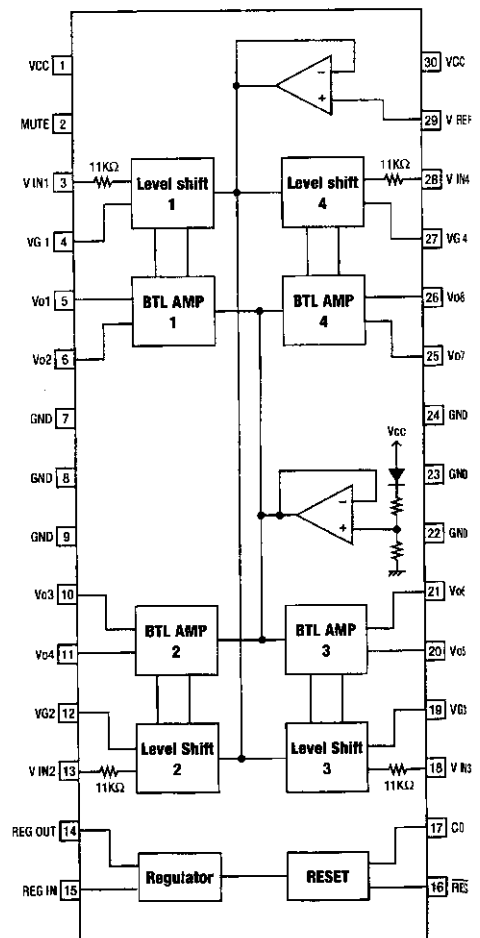 VCC 1
30 VCC
MUTE 2
29 V REF
V IN1 3
11KΩ
Level shift
1
Level shift
4
11KΩ
28 V IN4
VG 1 4
27 VG 4
Vo1 5
BTL AMP
1
BTL AMP
4
26 Vo8
Vo2 6
25 Vo7
GND 7
24 GND
Vcc
GND 8
23 GND
GND 9
22 GND
- +
- +
Vo3 10
21 Vo6
BTL AMP
2
BTL AMP
3
Vo4 11
20 Vo5
VG2 12
19 VG3
Level Shift
2
Level Shift
3
V IN2 13
11KΩ
11KΩ
18 V IN3
REG OUT 14
17 CD
Regulator
RESET
REG IN 15
16 RES